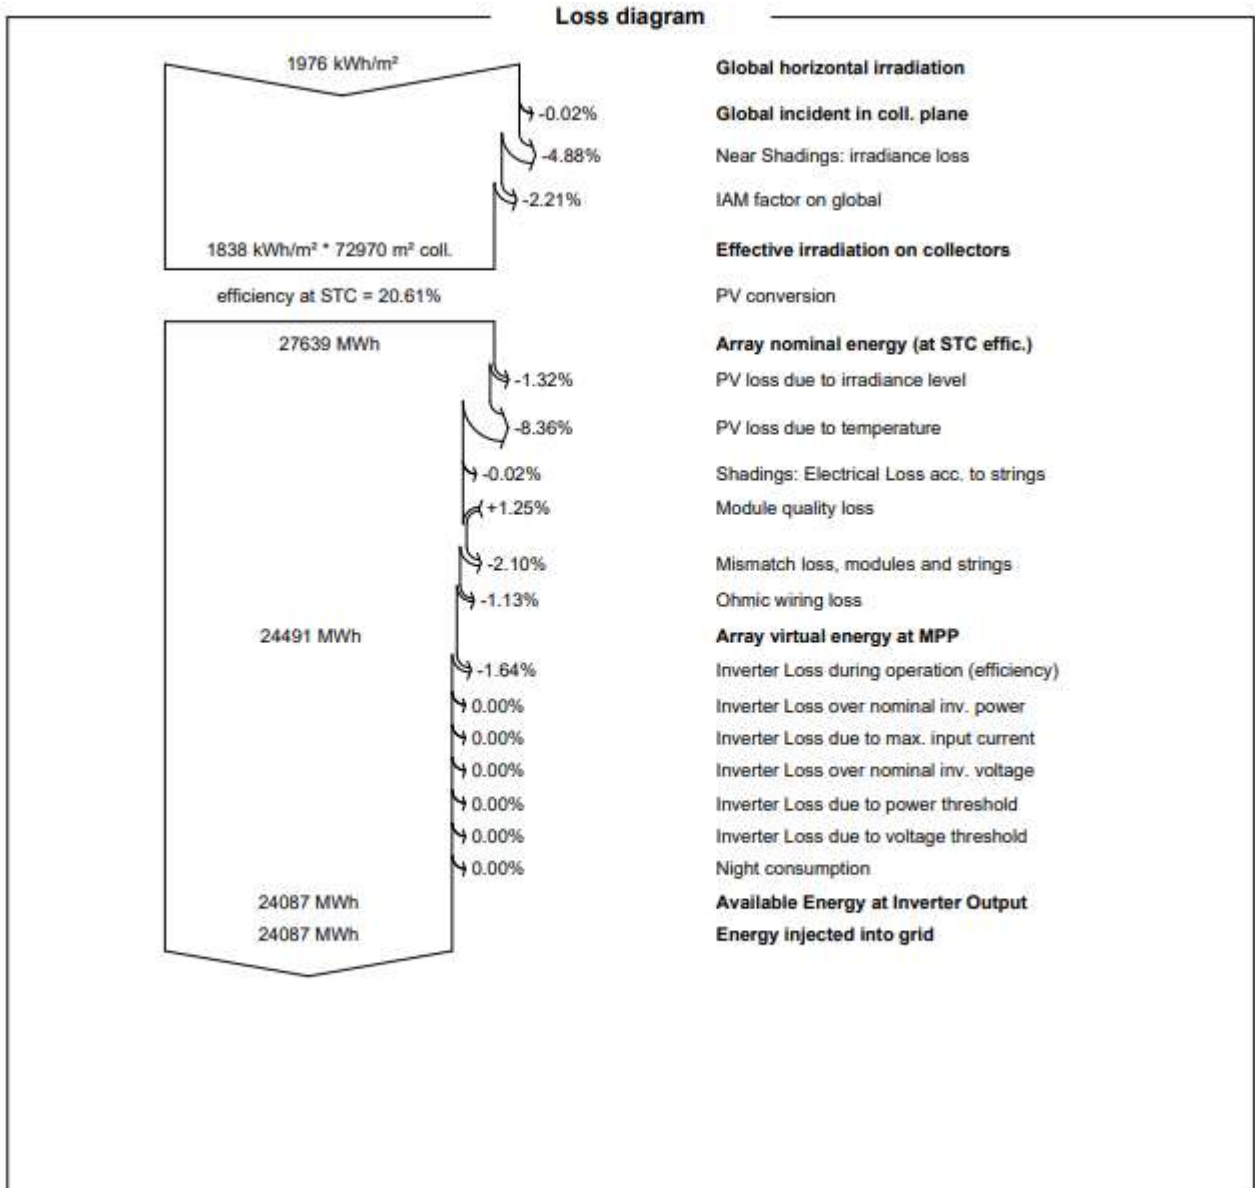 Loss diagram
1976 kWh/m² Global horizontal irradiation
-0.02% Global incident in coll. plane
-4.88% Near Shadings: irradiance loss
-2.21% IAM factor on global
1838 kWh/m² * 72970 m² coll. Effective irradiation on collectors
efficiency at STC = 20.61% PV conversion
27639 MWh Array nominal energy (at STC effic.)
-1.32% PV loss due to irradiance level
-8.36% PV loss due to temperature
-0.02% Shadings: Electrical Loss acc. to strings
+1.25% Module quality loss
-2.10% Mismatch loss, modules and strings
-1.13% Ohmic wiring loss
24491 MWh Array virtual energy at MPP
-1.64% Inverter Loss during operation (efficiency)
0.00% Inverter Loss over nominal inv. power
0.00% Inverter Loss due to max. input current
0.00% Inverter Loss over nominal inv. voltage
0.00% Inverter Loss due to power threshold
0.00% Inverter Loss due to voltage threshold
0.00% Night consumption
24087 MWh Available Energy at Inverter Output
24087 MWh Energy injected into grid